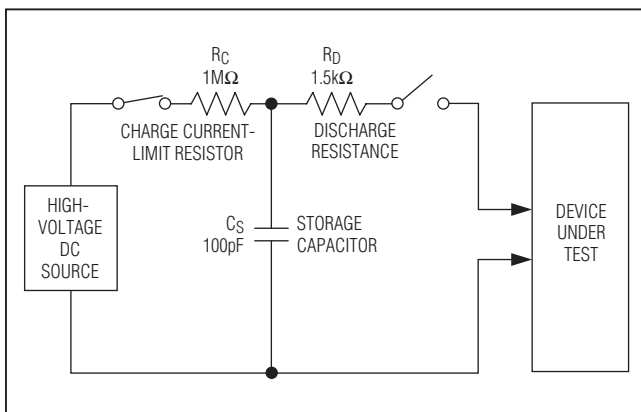 RC
1MΩ
CHARGE CURRENT-
LIMIT RESISTOR
RD
1.5kΩ
DISCHARGE
RESISTANCE
HIGH-
VOLTAGE
DC
SOURCE
CS
100pF
STORAGE
CAPACITOR
DEVICE
UNDER
TEST